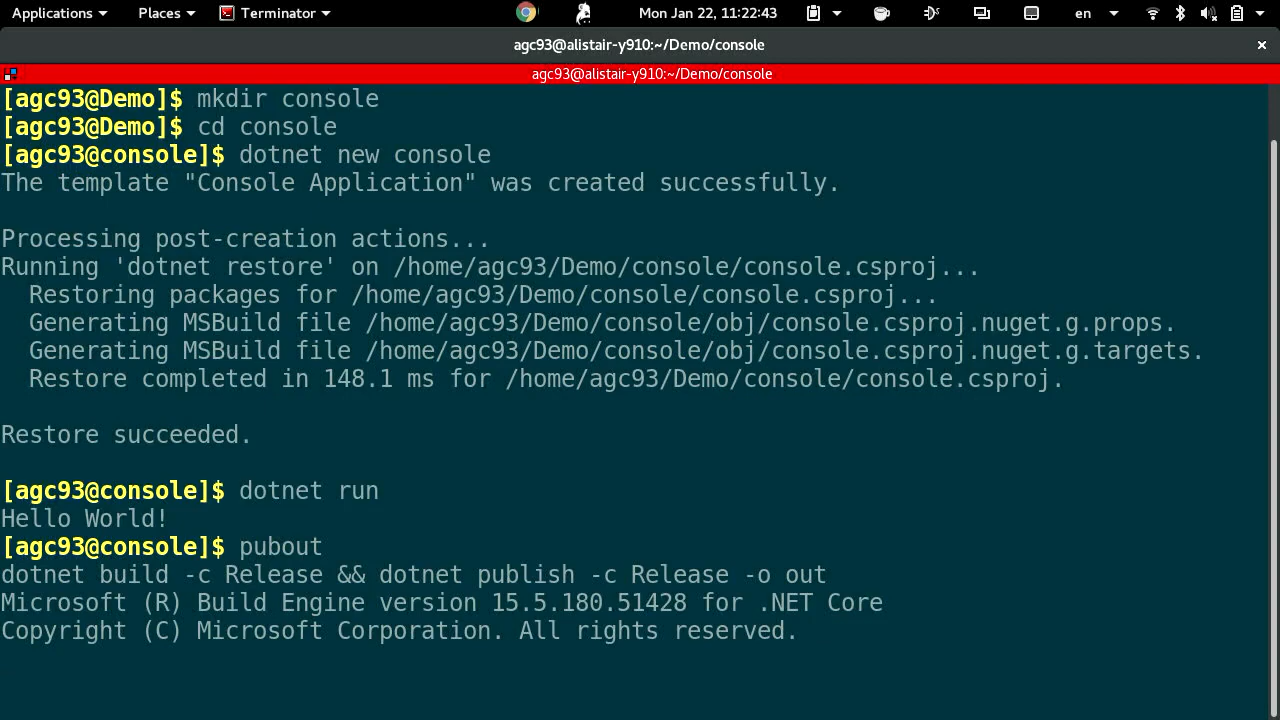 Applications Places Terminator Mon Jan 22, 11:22:43 en
agc93@alistair-y910:~/Demo/console
agc93@alistair-y910:~/Demo/console
[agc93@Demo]$ mkdir console
[agc93@Demo]$ cd console
[agc93@console]$ dotnet new console
The template "Console Application" was created successfully.
Processing post-creation actions...
Running 'dotnet restore' on /home/agc93/Demo/console/console.csproj...
  Restoring packages for /home/agc93/Demo/console/console.csproj...
  Generating MSBuild file /home/agc93/Demo/console/obj/console.csproj.nuget.g.props.
  Generating MSBuild file /home/agc93/Demo/console/obj/console.csproj.nuget.g.targets.
  Restore completed in 148.1 ms for /home/agc93/Demo/console/console.csproj.
Restore succeeded.
[agc93@console]$ dotnet run
Hello World!
[agc93@console]$ pubout
dotnet build -c Release && dotnet publish -c Release -o out
Microsoft (R) Build Engine version 15.5.180.51428 for .NET Core
Copyright (C) Microsoft Corporation. All rights reserved.